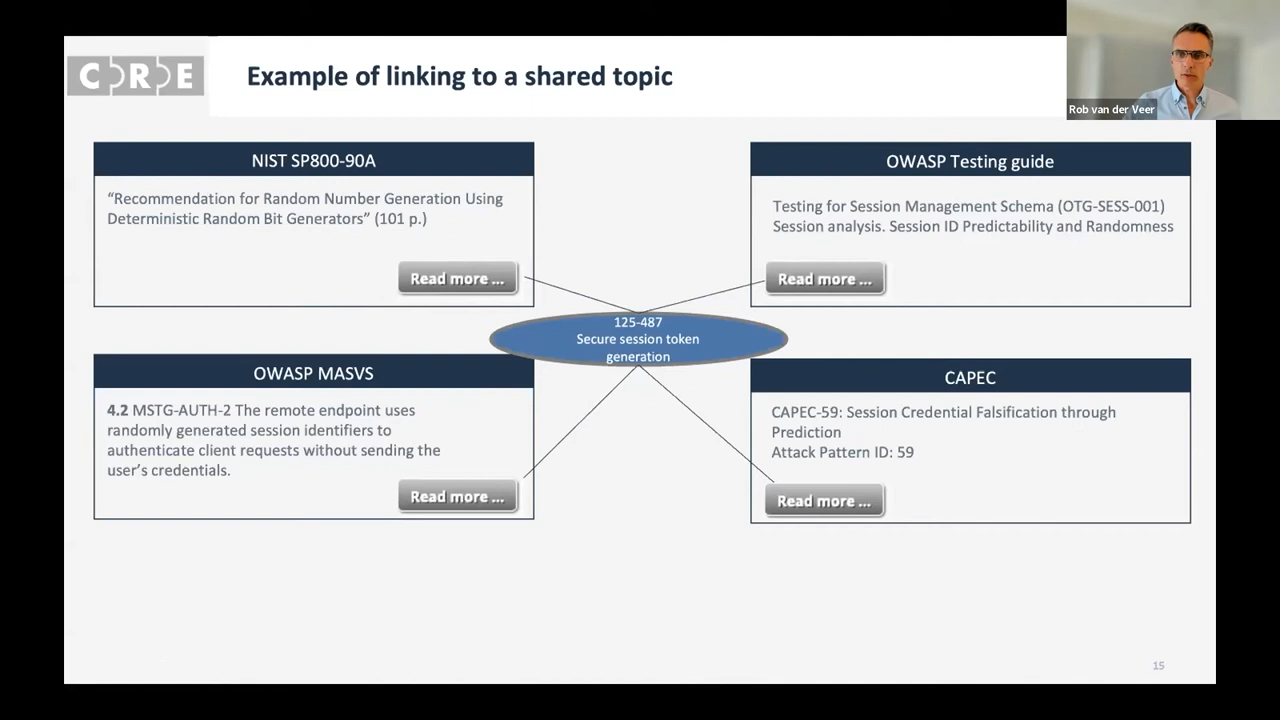 CRE
Example of linking to a shared topic
Rob van der Veer
NIST SP800-90A
“Recommendation for Random Number Generation Using
Deterministic Random Bit Generators” (101 p.)
Read more ...
OWASP Testing guide
Testing for Session Management Schema (OTG-SESS-001)
Session analysis. Session ID Predictability and Randomness
Read more ...
125-487
Secure session token
generation
OWASP MASVS
4.2 MSTG-AUTH-2 The remote endpoint uses
randomly generated session identifiers to
authenticate client requests without sending the
user’s credentials.
Read more ...
CAPEC
CAPEC-59: Session Credential Falsification through
Prediction
Attack Pattern ID: 59
Read more ...
15